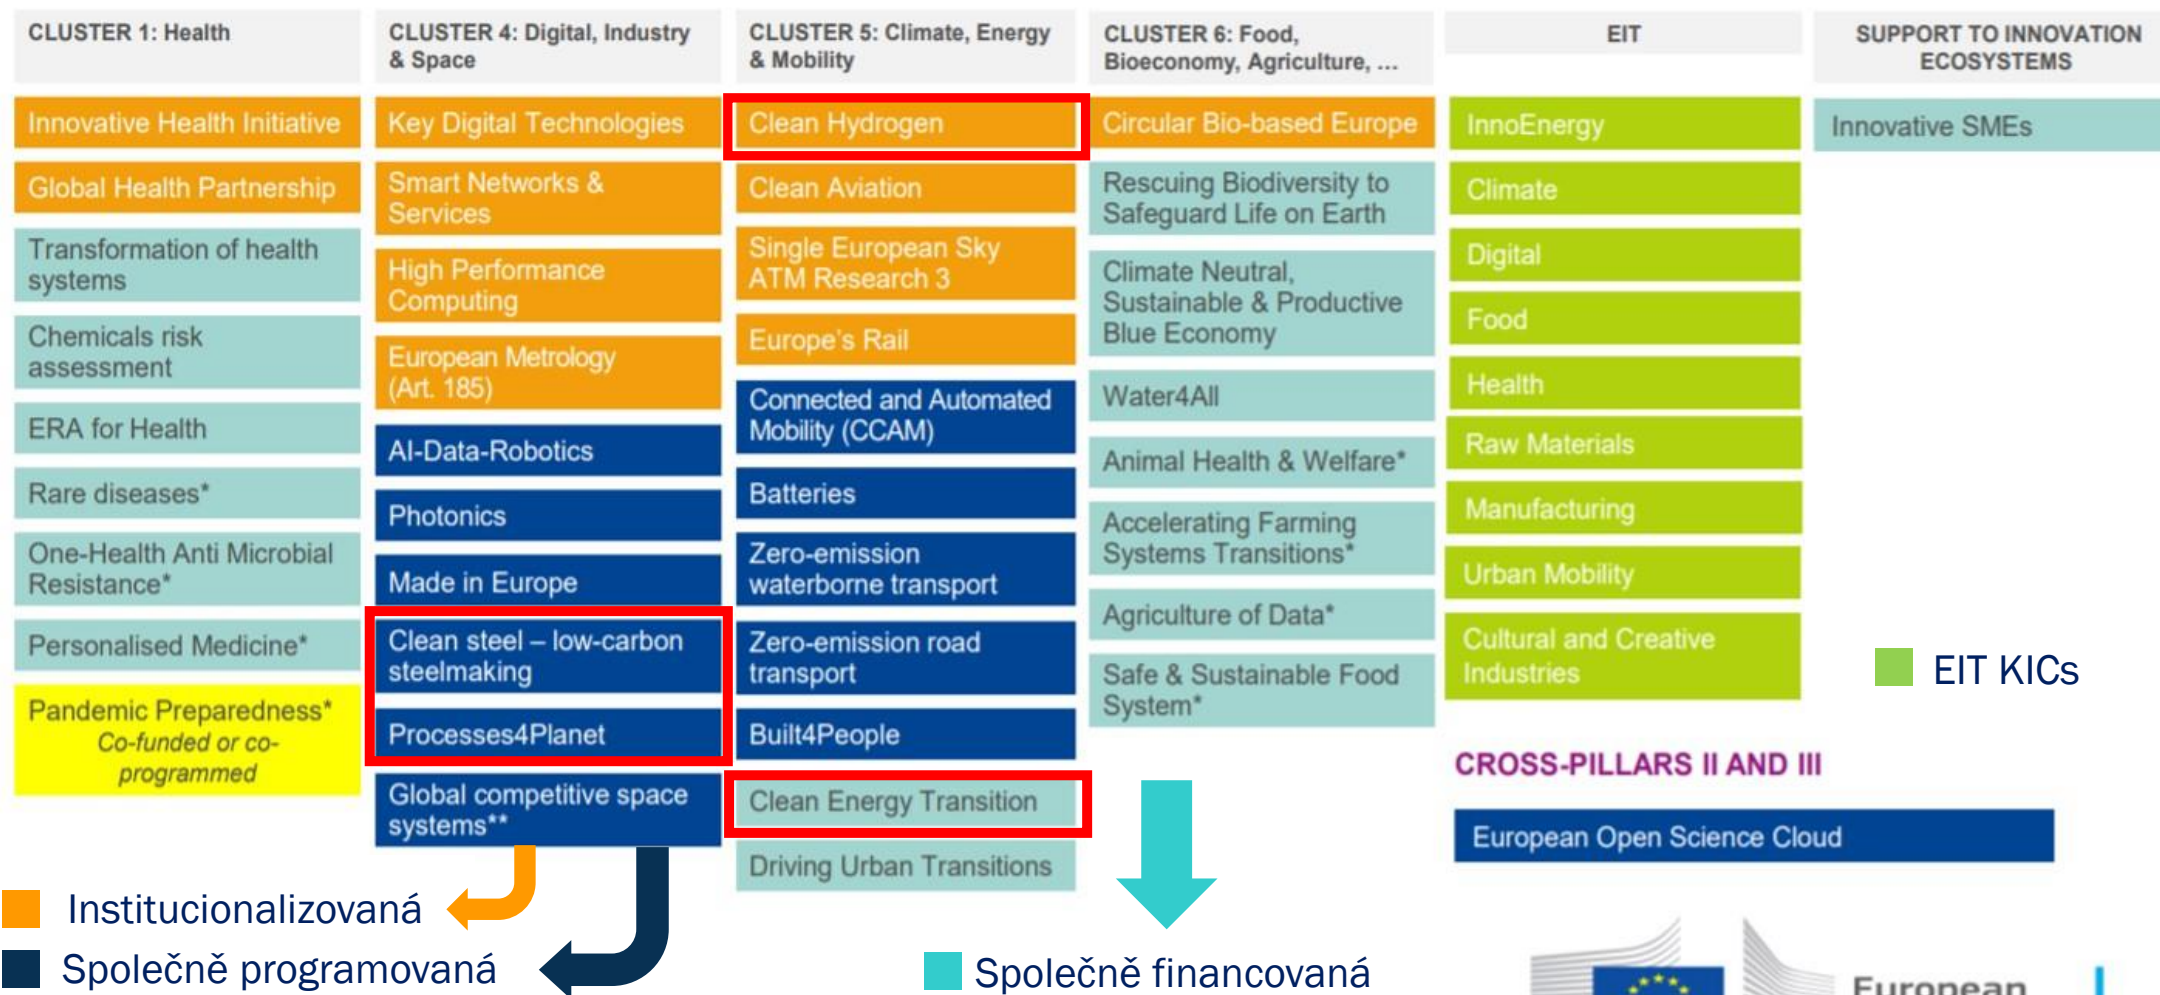 CLUSTER 1: Health
Innovative Health Initiative
Global Health Partnership
Transformation of health
systems
Chemicals risk
assessment
ERA for Health
Rare diseases*
One-Health Anti Microbial
Resistance*
Personalised Medicine*
Pandemic Preparedness*
Co-funded or co-
programmed
CLUSTER 4: Digital, Industry
& Space
Key Digital Technologies
Smart Networks &
Services
High Performance
Computing
European Metrology
(Art. 185)
AI-Data-Robotics
Photonics
Made in Europe
Clean steel – low-carbon
steelmaking
Processes4Planet
Global competitive space
systems**
CLUSTER 5: Climate, Energy
& Mobility
Clean Hydrogen
Clean Aviation
Single European Sky
ATM Research 3
Europe's Rail
Connected and Automated
Mobility (CCAM)
Batteries
Zero-emission
waterborne transport
Zero-emission road
transport
Built4People
Clean Energy Transition
Driving Urban Transitions
CLUSTER 6: Food,
Bioeconomy, Agriculture, ...
Circular Bio-based Europe
Rescuing Biodiversity to
Safeguard Life on Earth
Climate Neutral,
Sustainable & Productive
Blue Economy
Water4All
Animal Health & Welfare*
Accelerating Farming
Systems Transitions*
Agriculture of Data*
Safe & Sustainable Food
System*
EIT
InnoEnergy
Climate
Digital
Food
Health
Raw Materials
Manufacturing
Urban Mobility
Cultural and Creative
Industries
SUPPORT TO INNOVATION
ECOSYSTEMS
Innovative SMEs
EIT KICs
CROSS-PILLARS II AND III
European Open Science Cloud
Institucionalizovaná
Společně programovaná
Společně financovaná
European